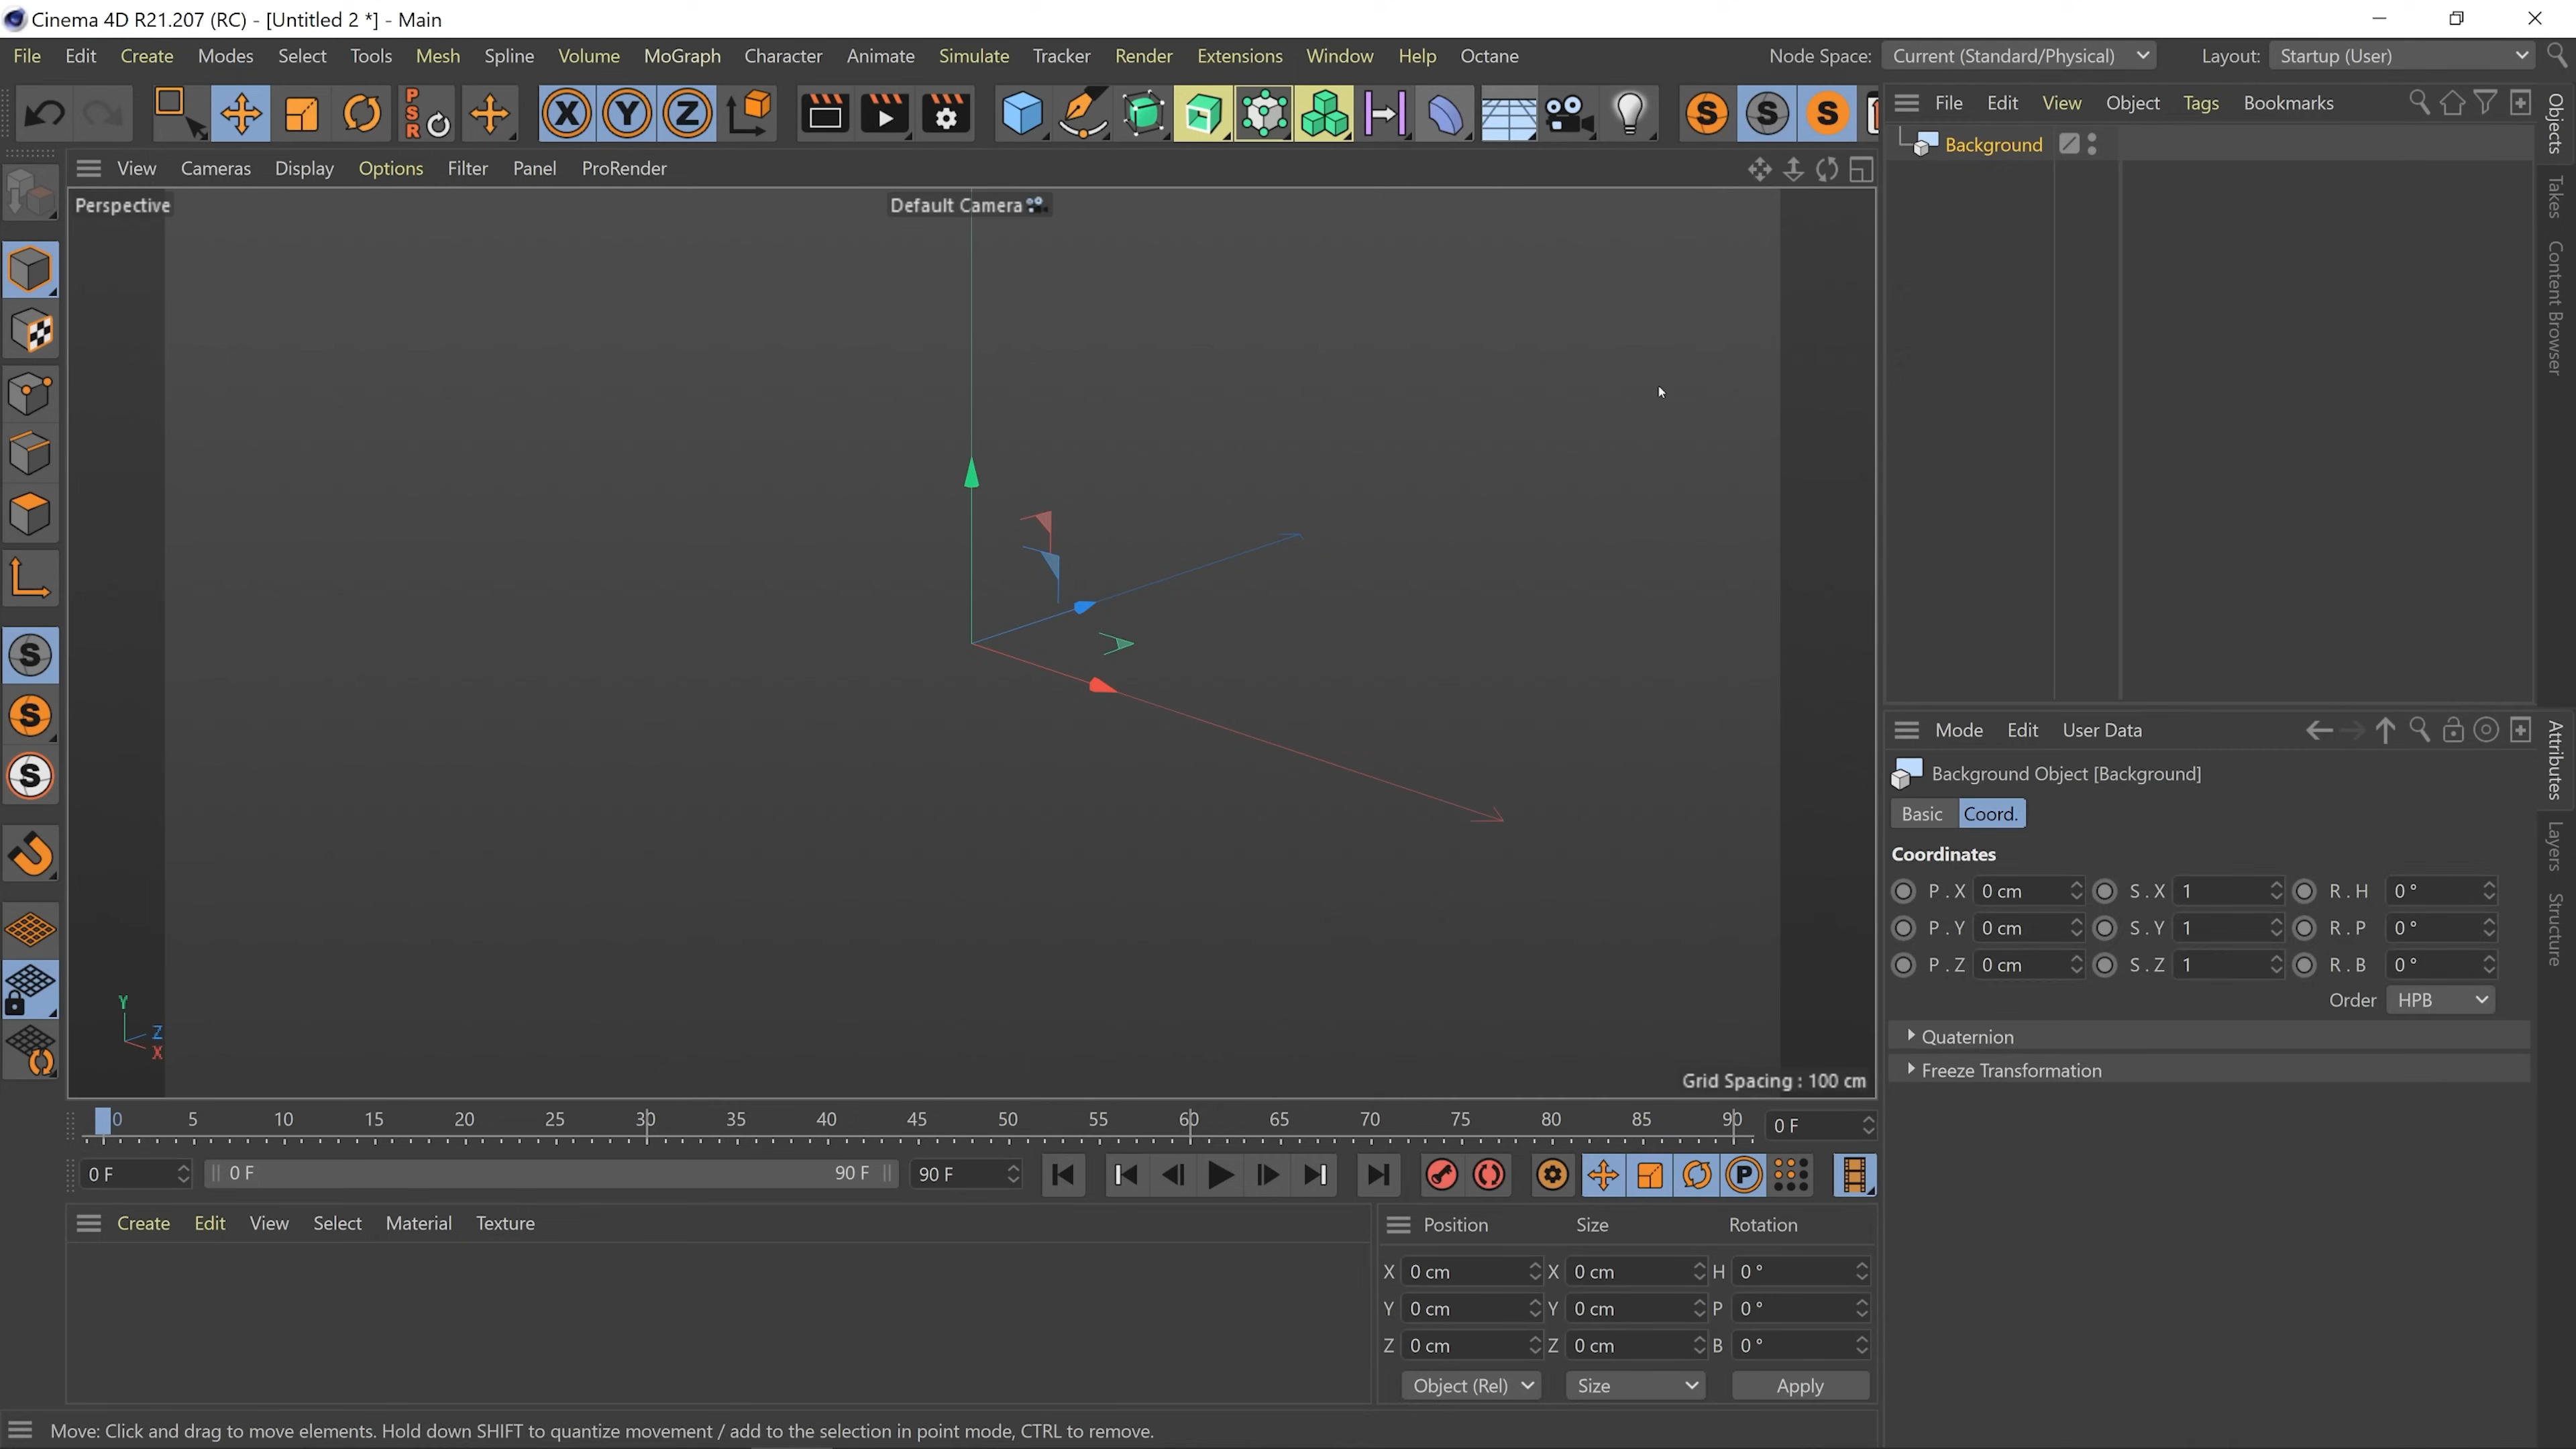 Cinema 4D R21.207 (RC) - [Untitled 2 *] - Main
File Edit Create Modes Select Tools Mesh Spline Volume MoGraph Character Animate Simulate Tracker Render Extensions Window Help Octane Node Space: Current (Standard/Physical) Layout: Startup (User)
P S R X Y Z S S S
File Edit View Object Tags Bookmarks
Background
Objects
Takes
Content Browser
View Cameras Display Options Filter Panel ProRender
Perspective
Default Camera
S
S
S
Y
Z
X
Grid Spacing : 100 cm
Mode Edit User Data
Background Object [Background]
Basic Coord.
Coordinates
P . X 0 cm S . X 1 R . H 0 °
P . Y 0 cm S . Y 1 R . P 0 °
P . Z 0 cm S . Z 1 R . B 0 °
Order HPB
Quaternion
Freeze Transformation
Attributes
Layers
Structure
0 5 10 15 20 25 30 35 40 45 50 55 60 65 70 75 80 85 90 0 F
0 F 0 F 90 F 90 F P
Create Edit View Select Material Texture
Position Size Rotation
X 0 cm X 0 cm H 0 °
Y 0 cm Y 0 cm P 0 °
Z 0 cm Z 0 cm B 0 °
Object (Rel) Size Apply
Move: Click and drag to move elements. Hold down SHIFT to quantize movement / add to the selection in point mode, CTRL to remove.